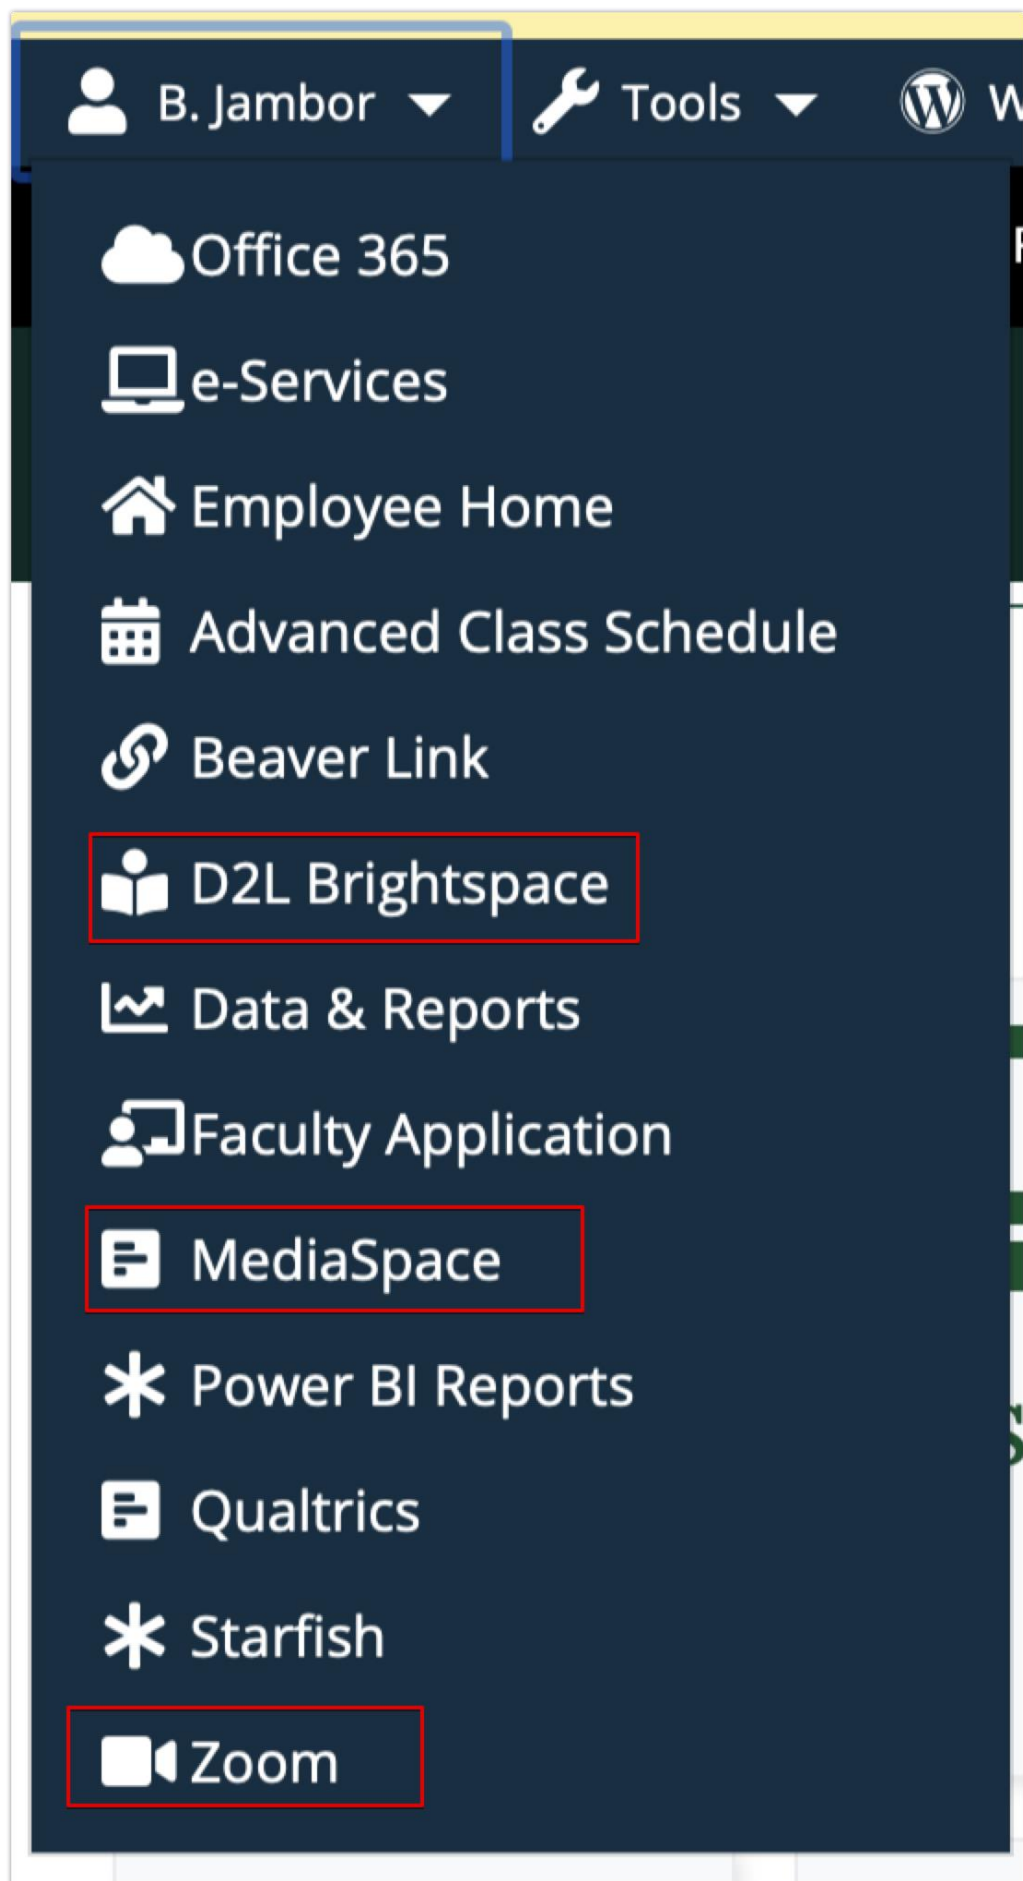 B. Jambor
Tools
Office 365
e-Services
Employee Home
Advanced Class Schedule
Beaver Link
D2L Brightspace
Data & Reports
Faculty Application
MediaSpace
Power BI Reports
Qualtrics
Starfish
Zoom